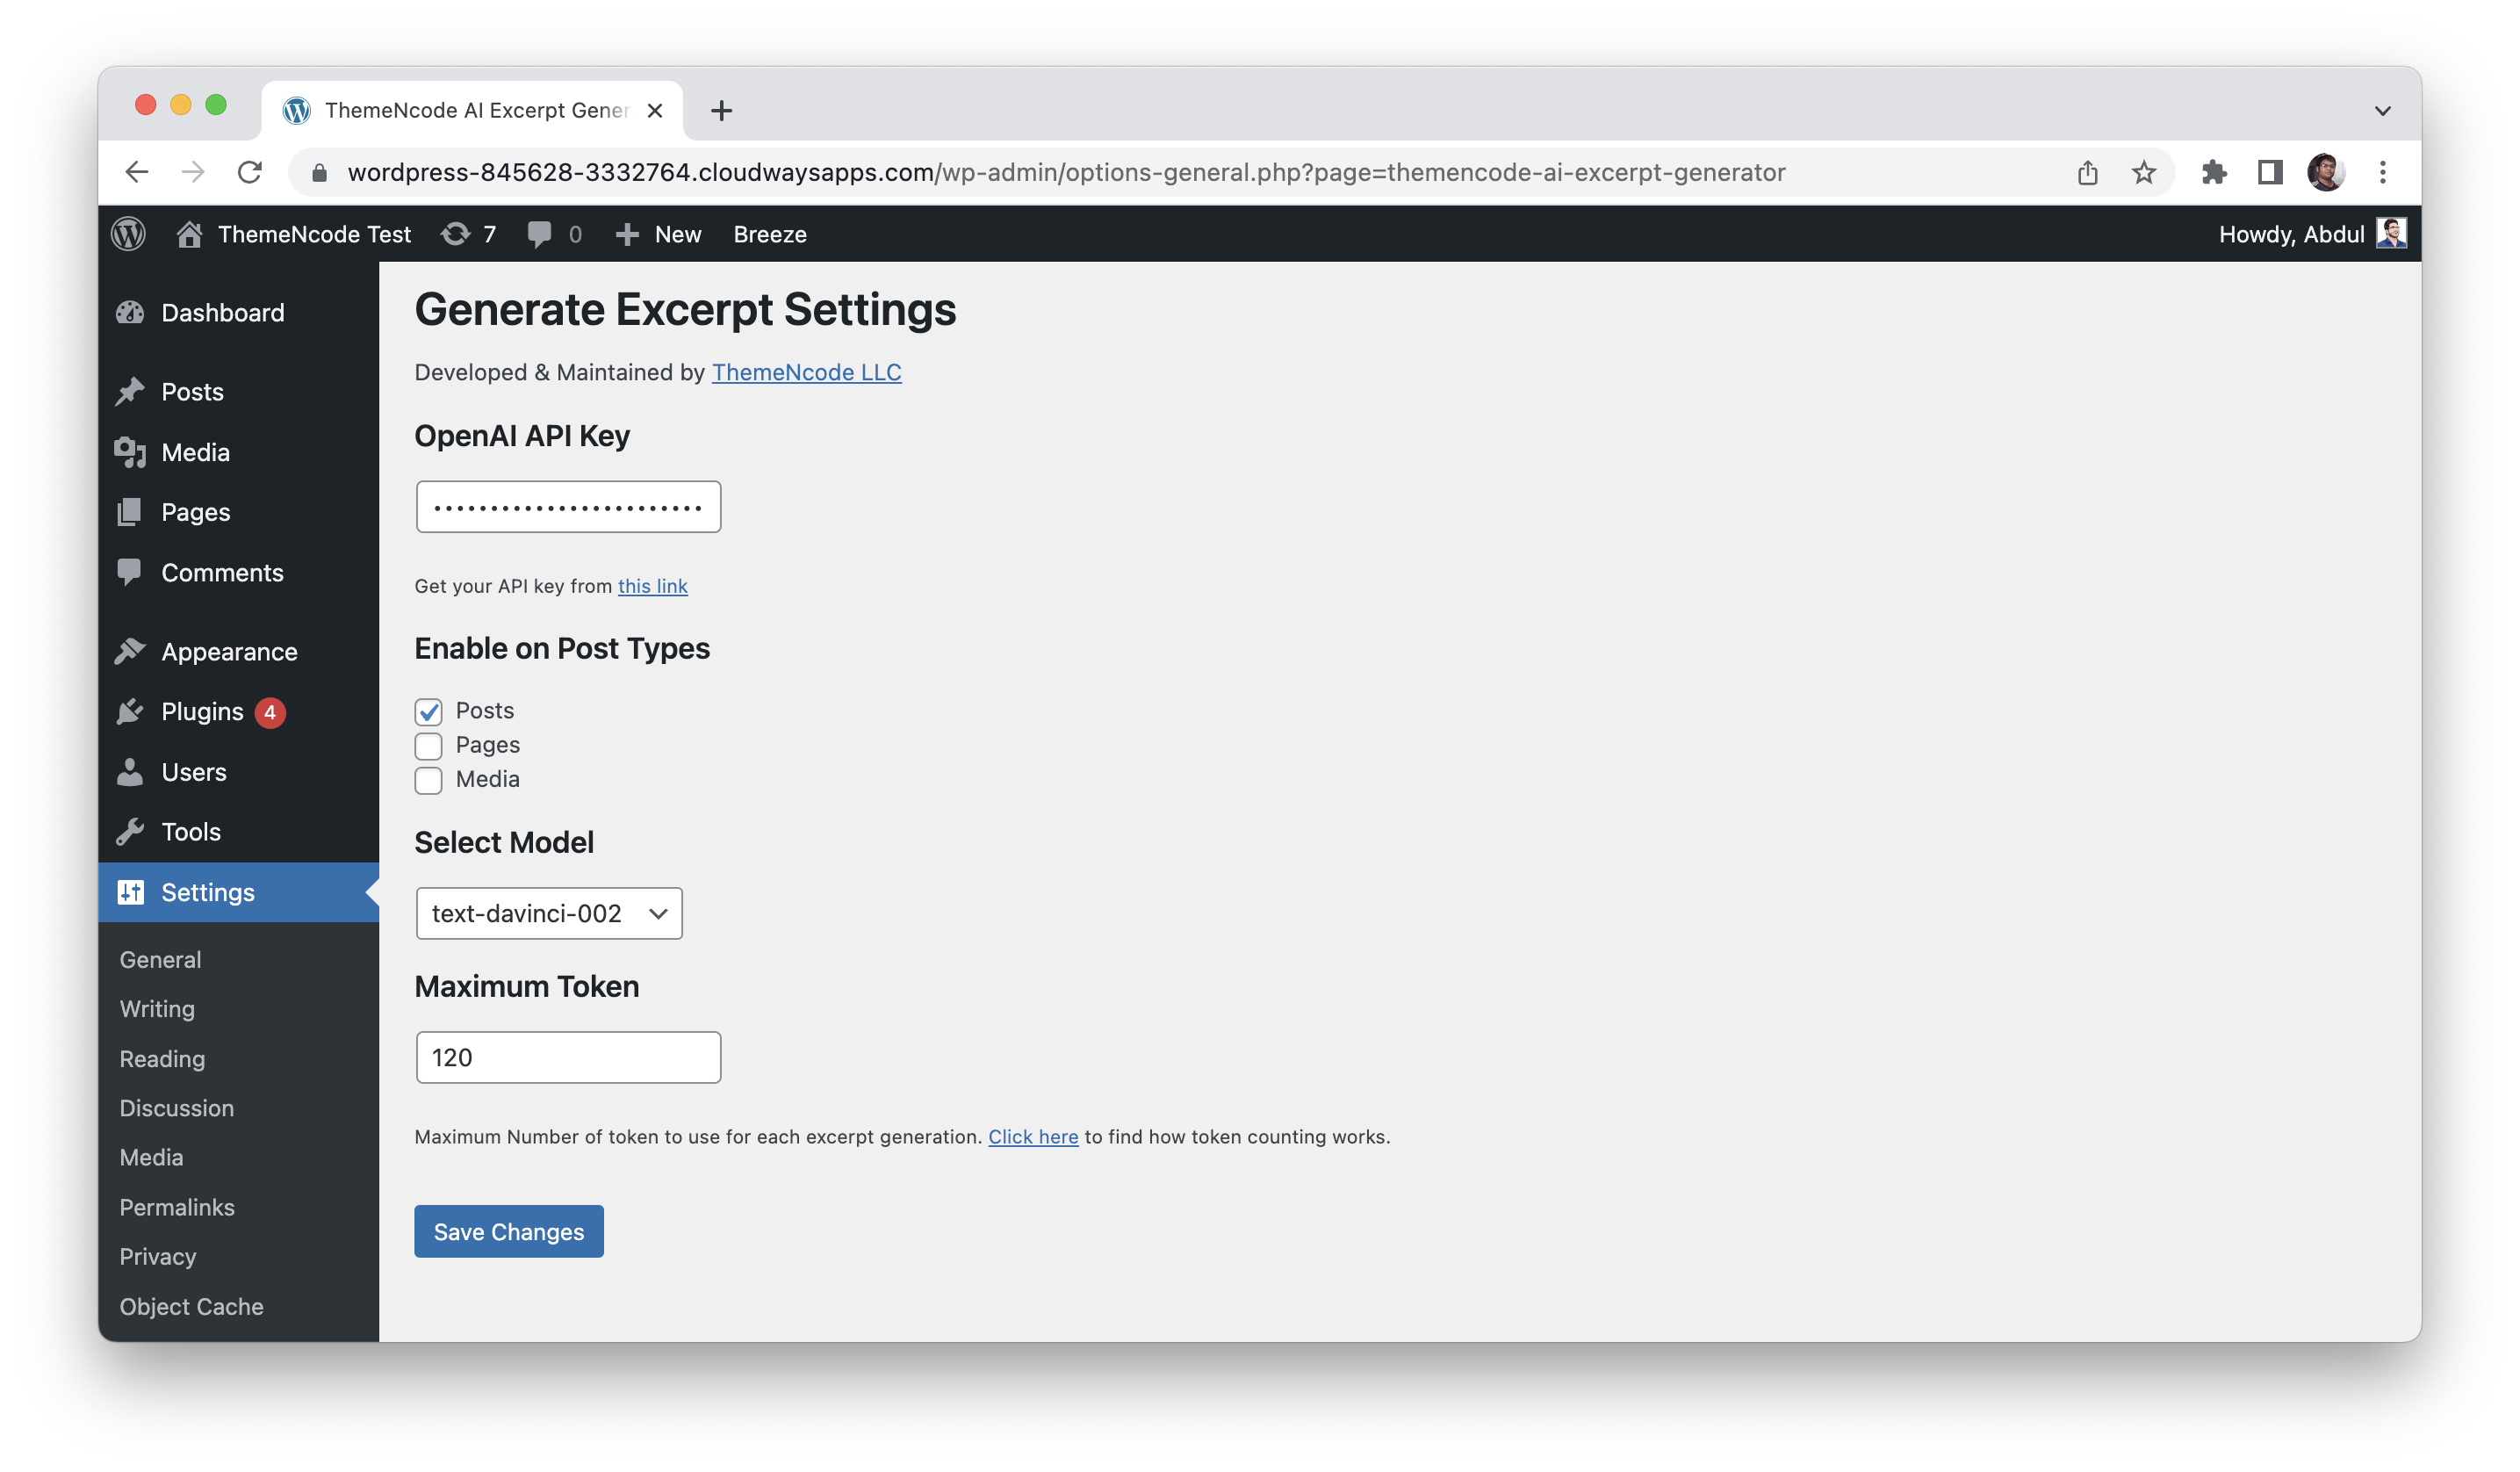 ThemeNcode AI Excerpt Gener
wordpress-845628-3332764.cloudwaysapps.com/wp-admin/options-general.php?page=themencode-ai-excerpt-generator
ThemeNcode Test 7 0 New Breeze Howdy, Abdul
Dashboard
Posts
Media
Pages
Comments
Appearance
Plugins 4
Users
Tools
Settings
General
Writing
Reading
Discussion
Media
Permalinks
Privacy
Object Cache
Generate Excerpt Settings
Developed & Maintained by ThemeNcode LLC
OpenAI API Key
Get your API key from this link
Enable on Post Types
Posts
Pages
Media
Select Model
text-davinci-002
Maximum Token
120
Maximum Number of token to use for each excerpt generation. Click here to find how token counting works.
Save Changes